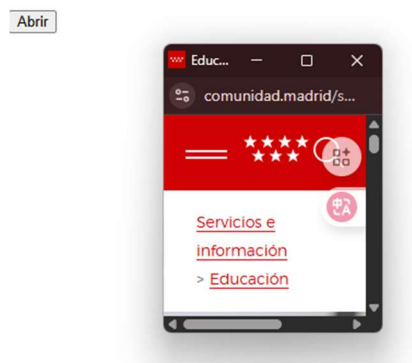 Abrir
Educ...
comunidad.madrid/s...
Servicios e
información
> Educación